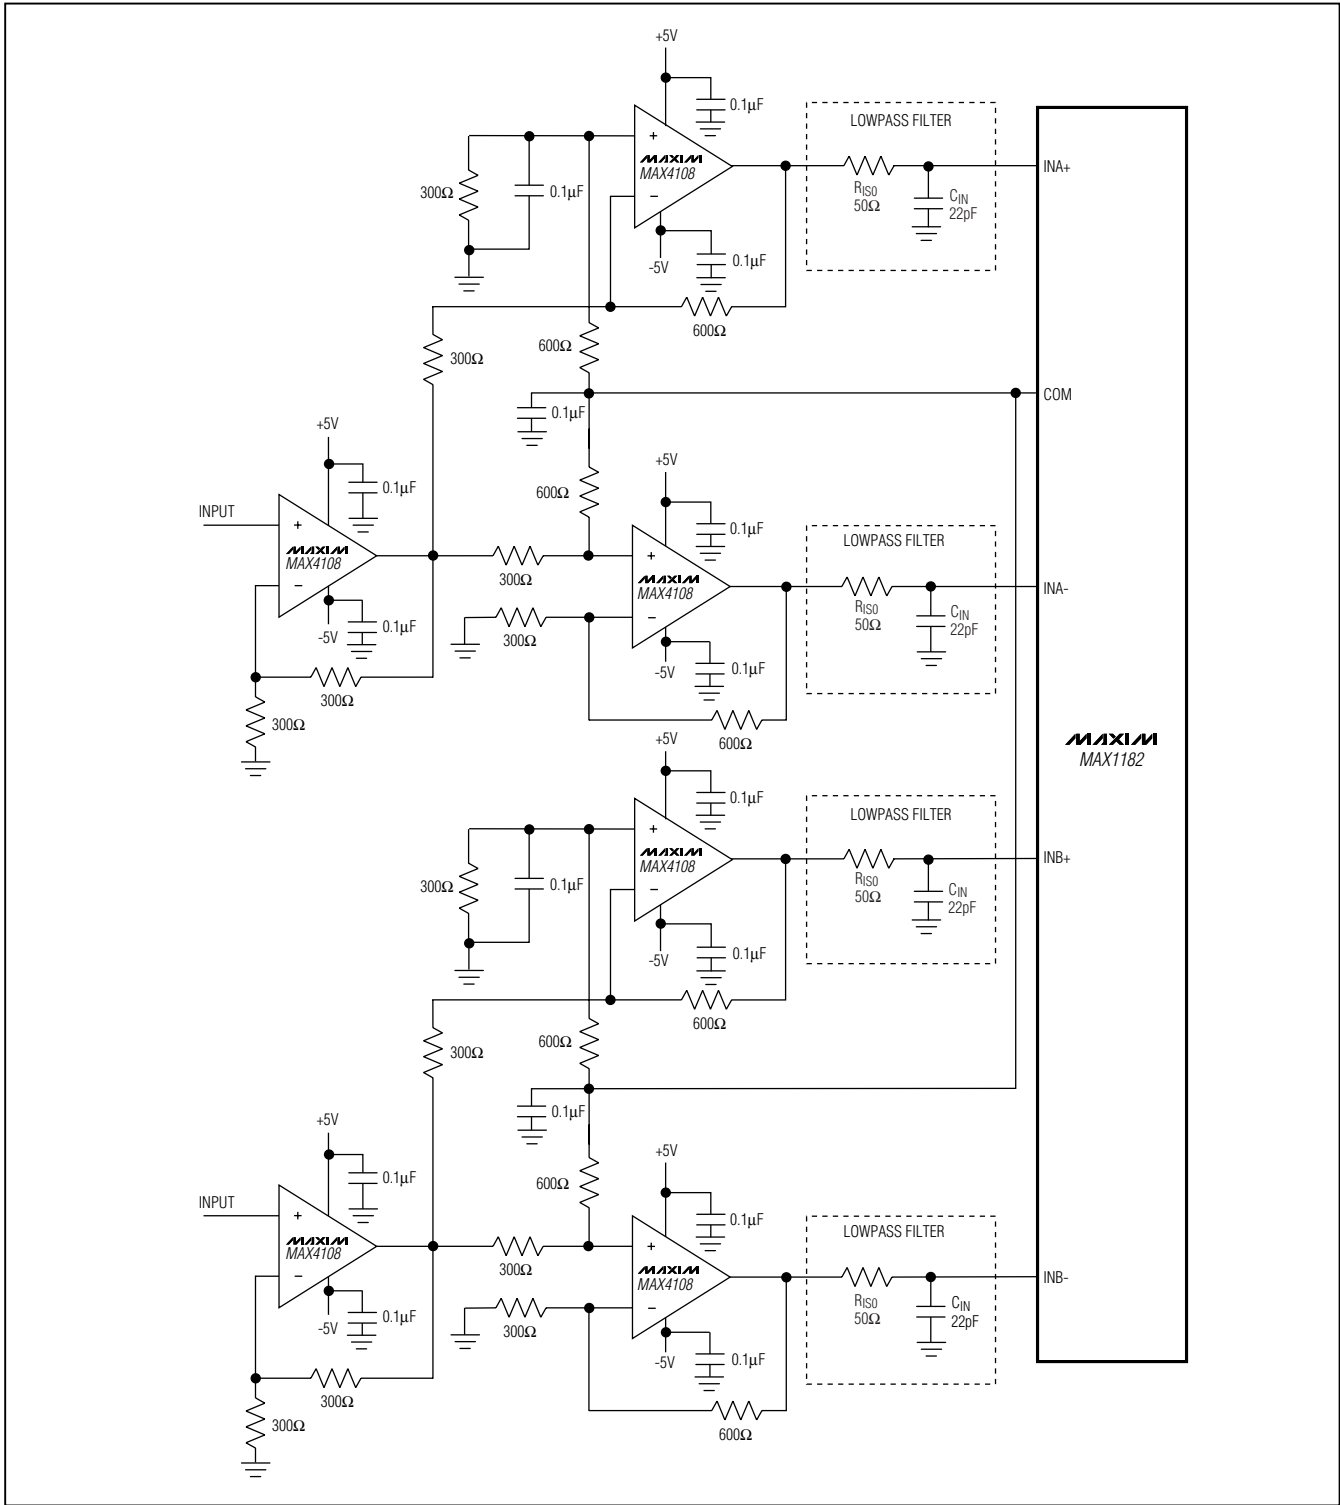 +5V
0.1µF
LOWPASS FILTER
MAXIM
MAX4108
INA+
300Ω
0.1µF
RISO
50Ω
CIN
22pF
-5V
0.1µF
600Ω
300Ω
600Ω
COM
0.1µF
+5V
+5V
0.1µF
600Ω
INPUT
0.1µF
LOWPASS FILTER
MAXIM
MAX4108
300Ω
MAXIM
MAX4108
INA-
RISO
50Ω
CIN
22pF
-5V
0.1µF
300Ω
-5V
0.1µF
300Ω
300Ω
600Ω
+5V
MAXIM
MAX1182
0.1µF
LOWPASS FILTER
MAXIM
MAX4108
INB+
300Ω
0.1µF
RISO
50Ω
CIN
22pF
-5V
0.1µF
600Ω
300Ω
600Ω
0.1µF
+5V
+5V
0.1µF
600Ω
INPUT
0.1µF
LOWPASS FILTER
MAXIM
MAX4108
300Ω
MAXIM
MAX4108
INB-
RISO
50Ω
CIN
22pF
-5V
0.1µF
300Ω
-5V
0.1µF
300Ω
300Ω
600Ω